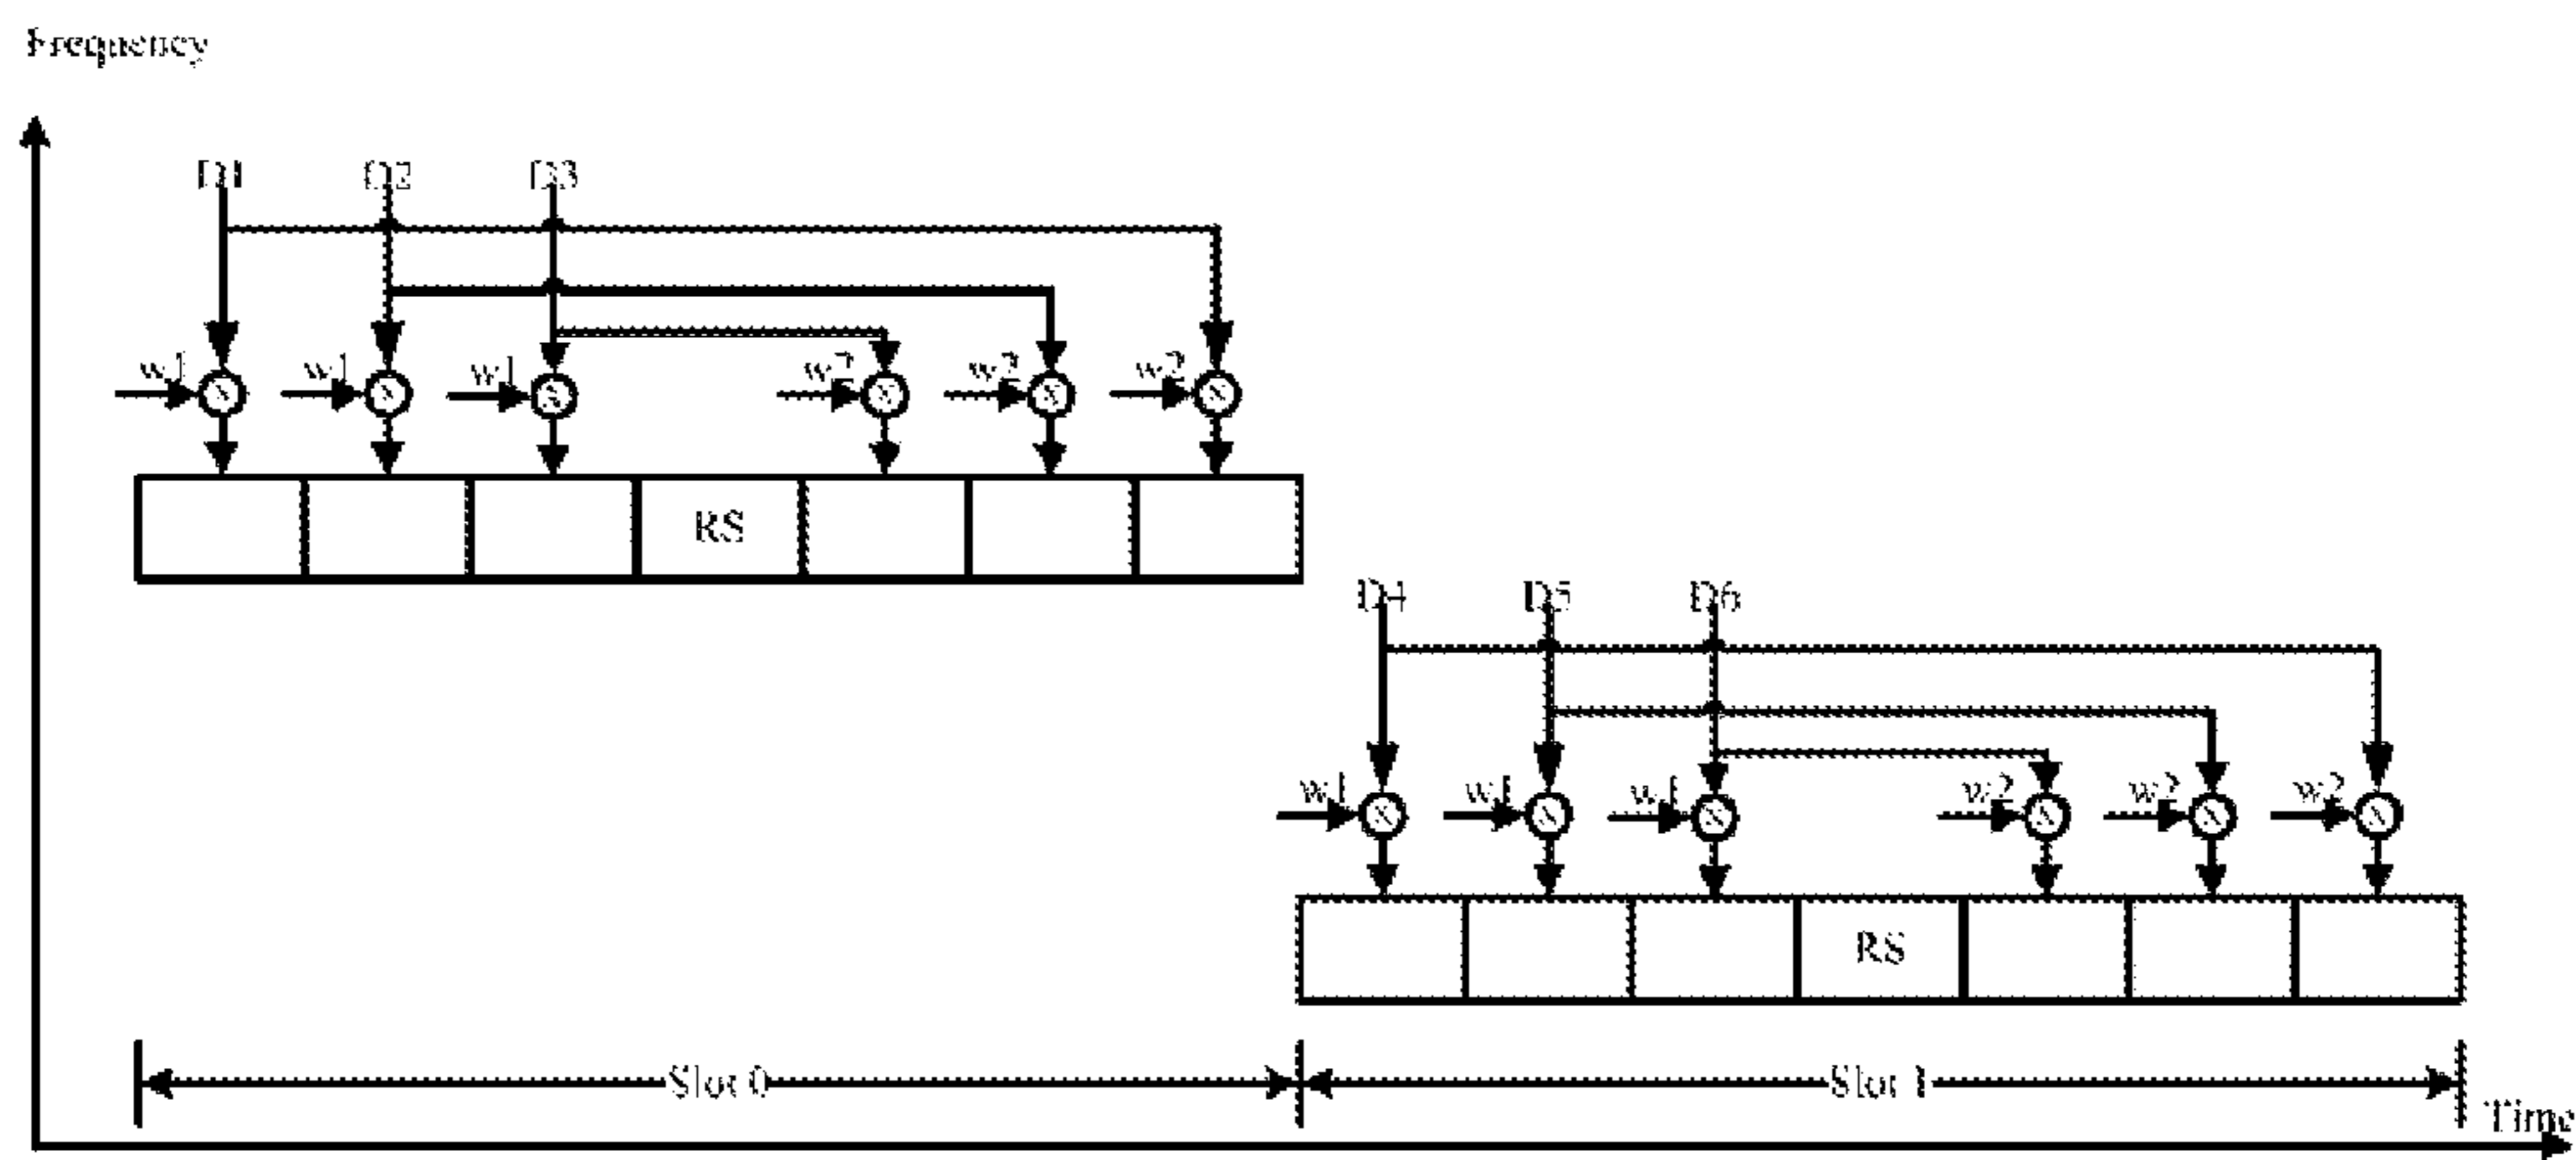 Frequency
D1 D2 D3
w1 w1 w1 w2 w2 w2
x x x x x x
RS
D4 D5 D6
w1 w1 w1 w2 w2 w2
x x x x x x
RS
Slot 0 Slot 1
Time